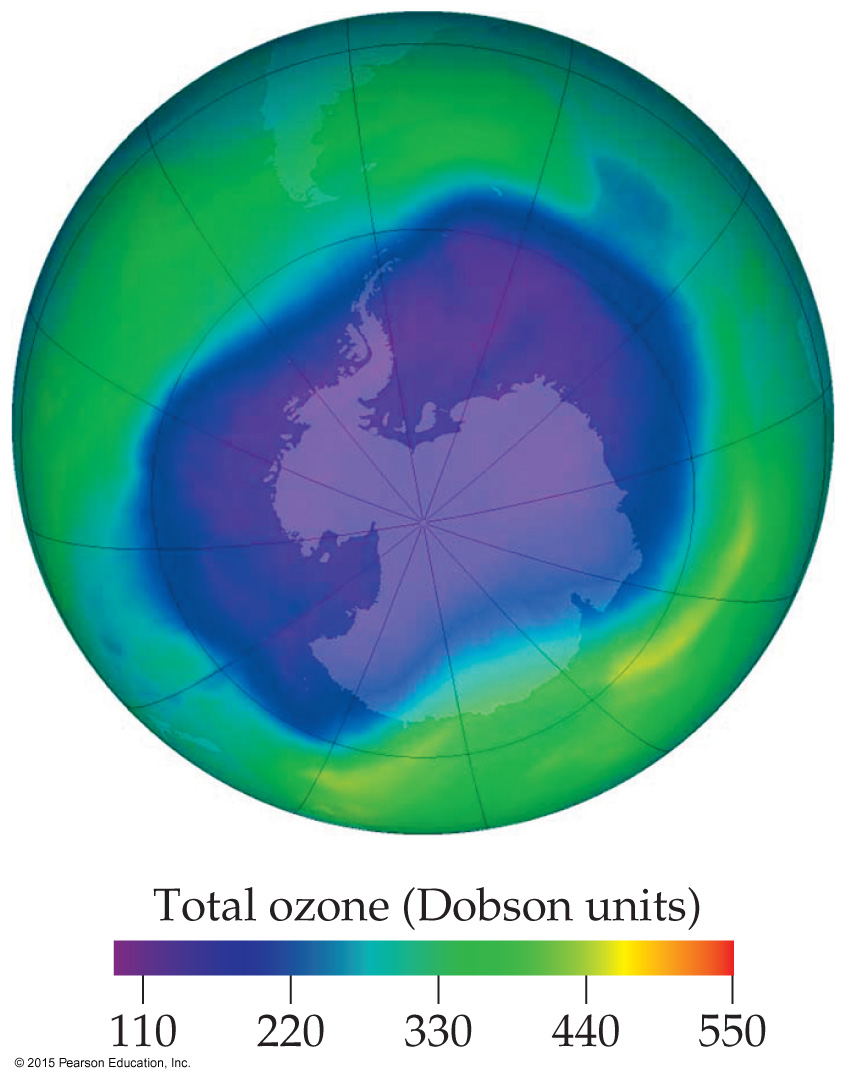 Total ozone (Dobson units)
110 220 330 440 550
© 2015 Pearson Education, Inc.